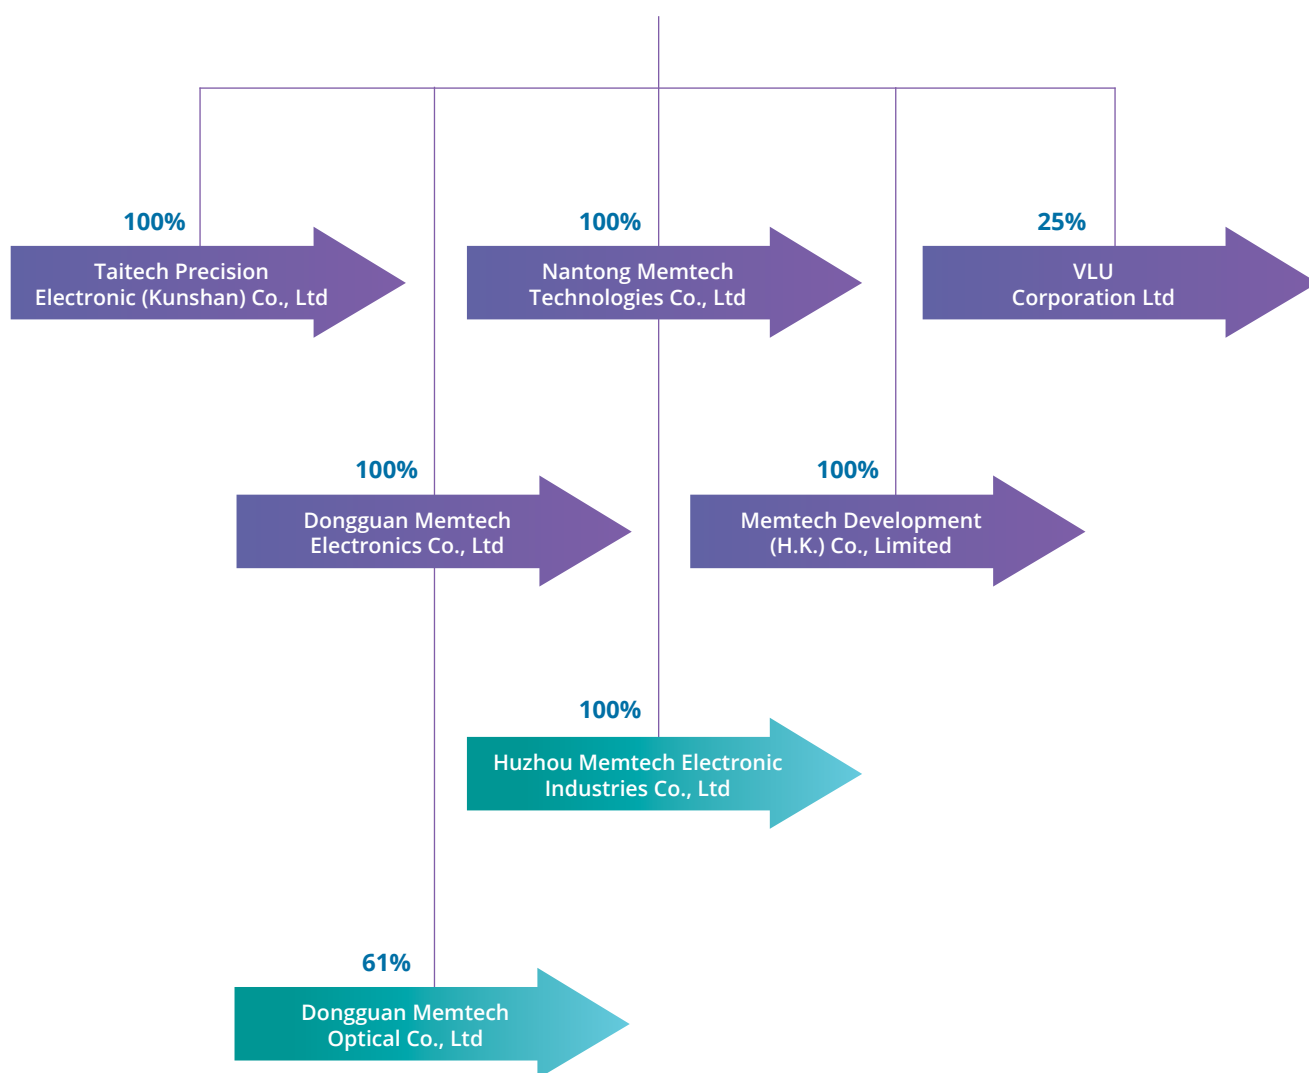 100%
Taitech Precision
Electronic (Kunshan) Co., Ltd
100%
Nantong Memtech
Technologies Co., Ltd
25%
VLU
Corporation Ltd
100%
Dongguan Memtech
Electronics Co., Ltd
100%
Memtech Development
(H.K.) Co., Limited
100%
Huzhou Memtech Electronic
Industries Co., Ltd
61%
Dongguan Memtech
Optical Co., Ltd